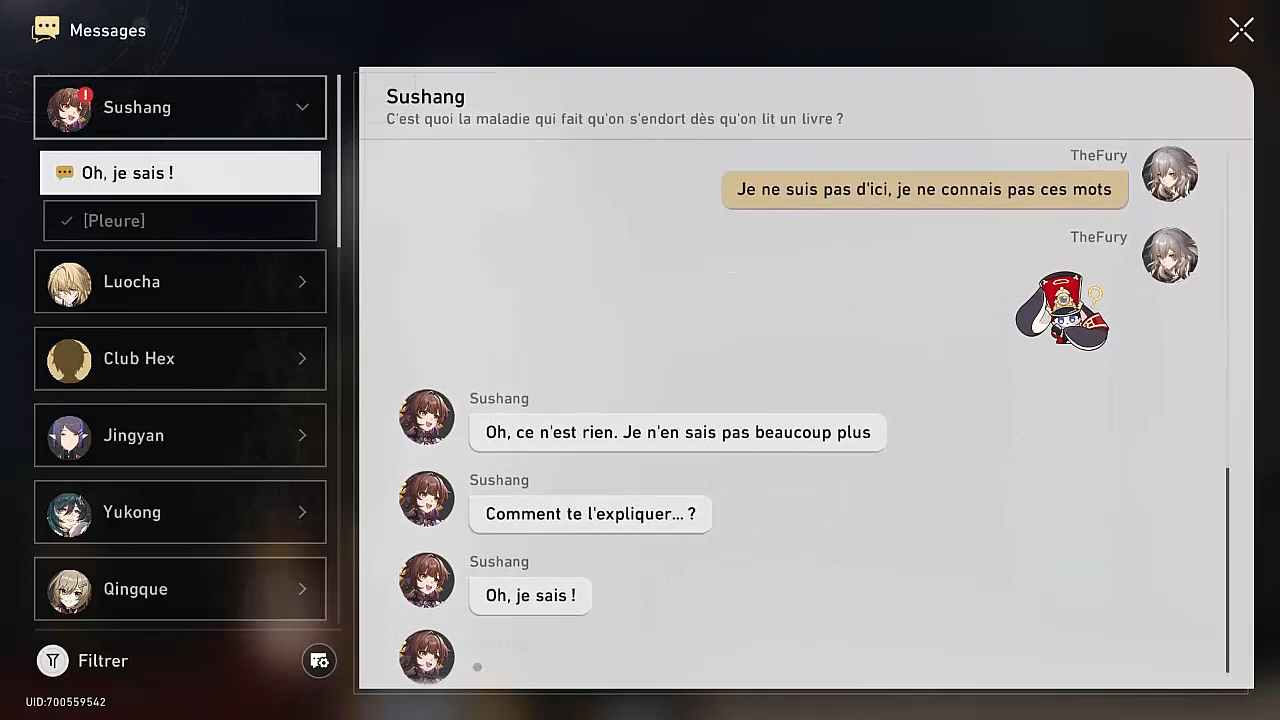 Messages
Sushang
Oh, je sais !
[Pleure]
Luocha
Club Hex
Jingyan
Yukong
Qingque
Filtrer
UID:700559542
Sushang
C'est quoi la maladie qui fait qu'on s'endort dès qu'on lit un livre ?
TheFury
Je ne suis pas d'ici, je ne connais pas ces mots
TheFury
Sushang
Oh, ce n'est rien. Je n'en sais pas beaucoup plus
Sushang
Comment te l'expliquer... ?
Sushang
Oh, je sais !